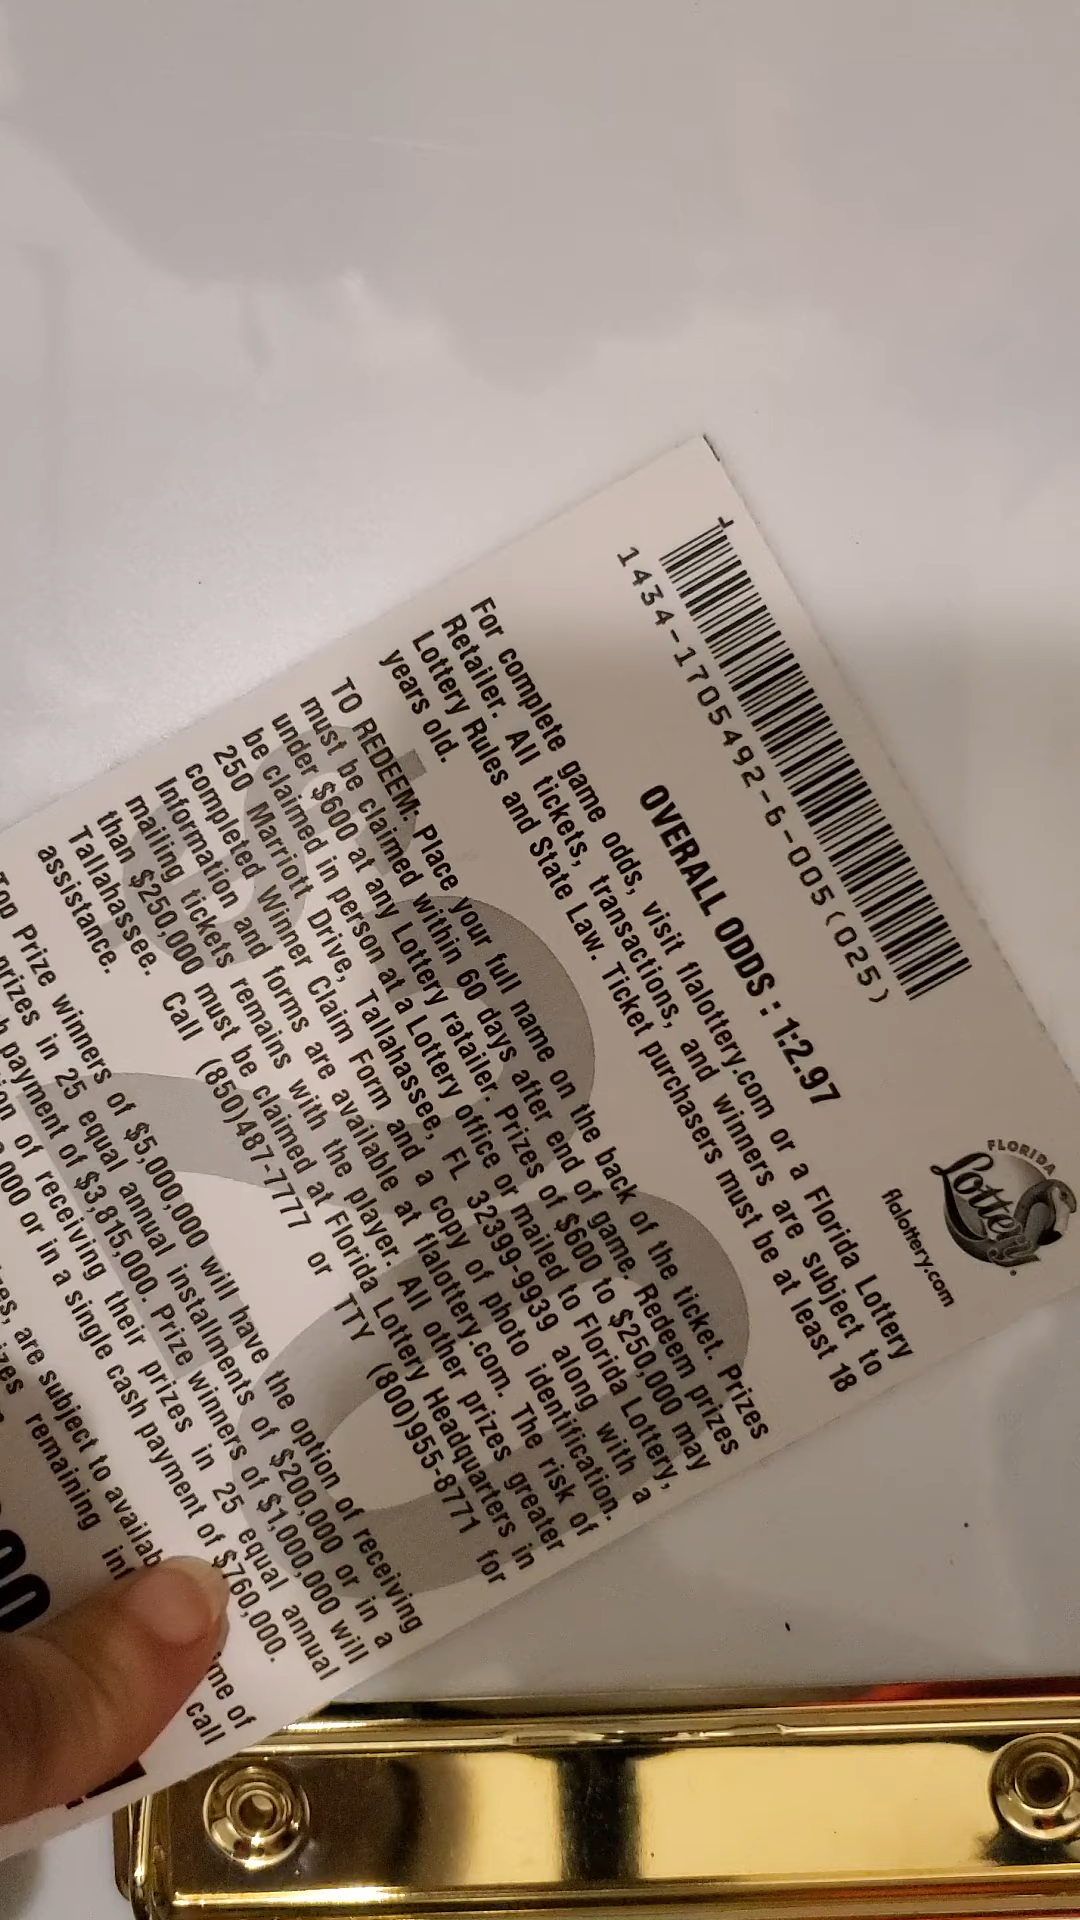 1434-1705492-6-005(025)
FLORIDA
Lottery
flalottery.com
OVERALL ODDS : 1:2.97
For complete game odds, visit flalottery.com or a Florida Lottery
Retailer. All tickets, transactions, and winners are subject to
Lottery Rules and State Law. Ticket purchasers must be at least 18
years old.
TO REDEEM: Place your full name on the back of the ticket. Prizes
must be claimed within 60 days after end of game. Redeem prizes
under $600 at any Lottery retailer. Prizes of $600 to $250,000 may
be claimed in person at a Lottery office or mailed to Florida Lottery,
250 Marriott Drive, Tallahassee, FL 32399-9939 along with a
completed Winner Claim Form and a copy of photo identification.
Information and forms are available at flalottery.com. The risk of
mailing tickets remains with the player. All other prizes greater
than $250,000 must be claimed at Florida Lottery Headquarters in
Tallahassee. Call (850)487-7777 or TTY (800)955-8771 for
assistance.
Top Prize winners of $5,000,000 will have the option of receiving
prizes in 25 equal annual installments of $200,000 or in a
payment of $3,815,000. Prize winners of $1,000,000 will
of receiving their prizes in 25 equal annual
or in a single cash payment of $760,000.
are subject to
remaining
of
call